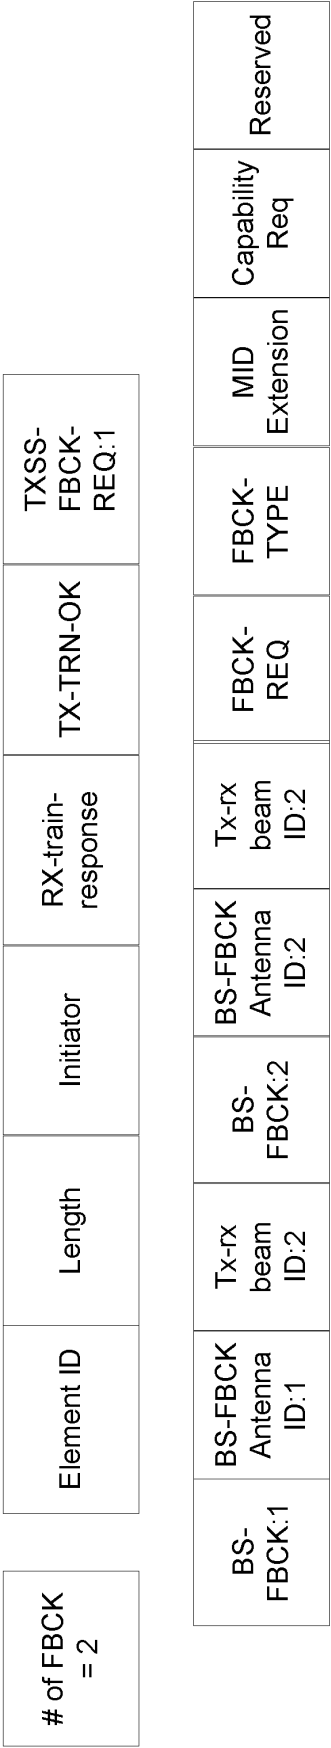 # of FBCK
= 2
Element ID
Length
Initiator
RX-train-
response
TX-TRN-OK
TXSS-
FBCK-
REQ:1
BS-
FBCK:1
BS-FBCK
Antenna
ID:1
Tx-rx
beam
ID:2
BS-
FBCK:2
BS-FBCK
Antenna
ID:2
Tx-rx
beam
ID:2
FBCK-
REQ
FBCK-
TYPE
MID
Extension
Capability
Req
Reserved